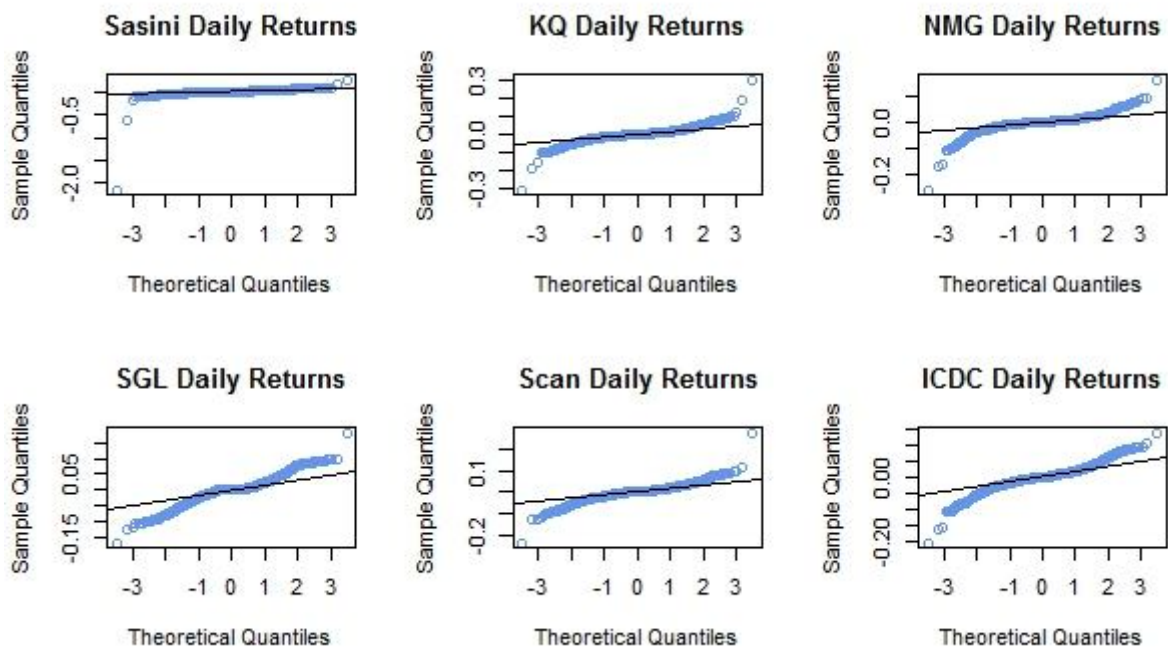 Sasini Daily Returns
Sample Quantiles
-0.5
-2.0
-3 -1 0 1 2 3
Theoretical Quantiles
KQ Daily Returns
Sample Quantiles
0.3
0.0
-0.3
-3 -1 0 1 2 3
Theoretical Quantiles
NMG Daily Returns
Sample Quantiles
0.0
-0.2
-3 -1 0 1 2 3
Theoretical Quantiles
SGL Daily Returns
Sample Quantiles
0.05
-0.15
-3 -1 0 1 2 3
Theoretical Quantiles
Scan Daily Returns
Sample Quantiles
0.1
-0.2
-3 -1 0 1 2 3
Theoretical Quantiles
ICDC Daily Returns
Sample Quantiles
0.00
-0.20
-3 -1 0 1 2 3
Theoretical Quantiles